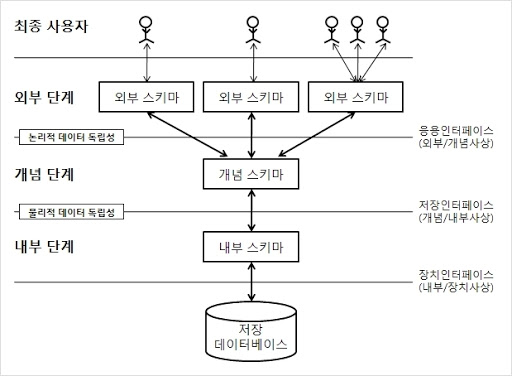 최종 사용자
외부 단계
외부 스키마
외부 스키마
외부 스키마
논리적 데이터 독립성
응용인터페이스
(외부/개념사상)
개념 단계
개념 스키마
물리적 데이터 독립성
저장인터페이스
(개념/내부사상)
내부 단계
내부 스키마
장치인터페이스
(내부/장치사상)
저장
데이터베이스